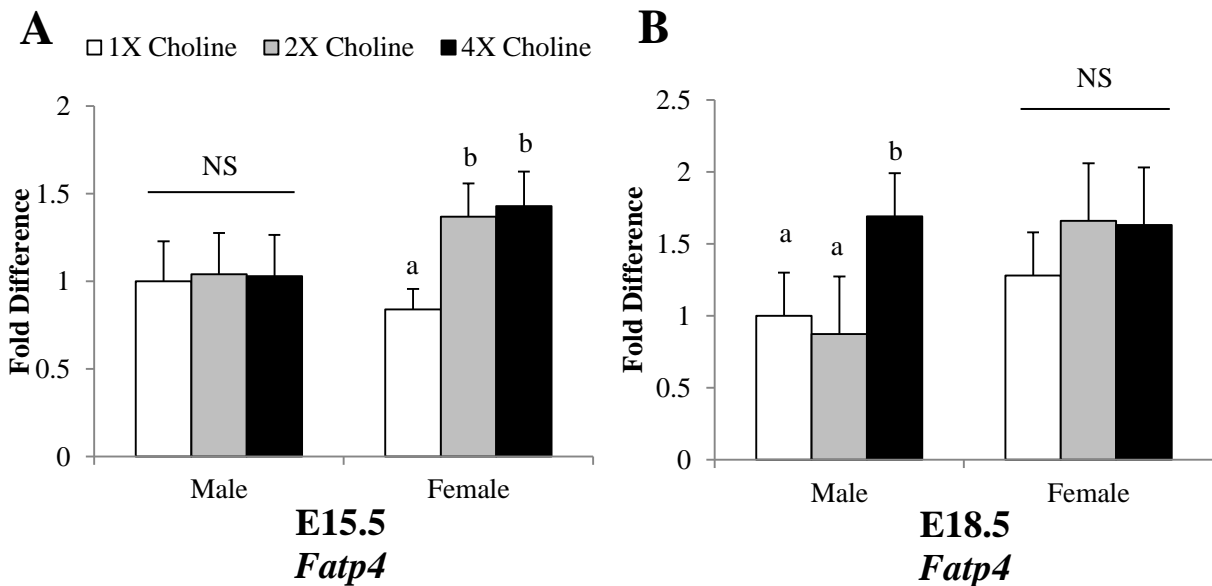 A
1X Choline 2X Choline 4X Choline
Fold Difference
2
1.5
1
0.5
0
NS
a
b
b
Male Female
E15.5
Fatp4
B
Fold Difference
2.5
2
1.5
1
0.5
0
a
a
b
NS
Male Female
E18.5
Fatp4